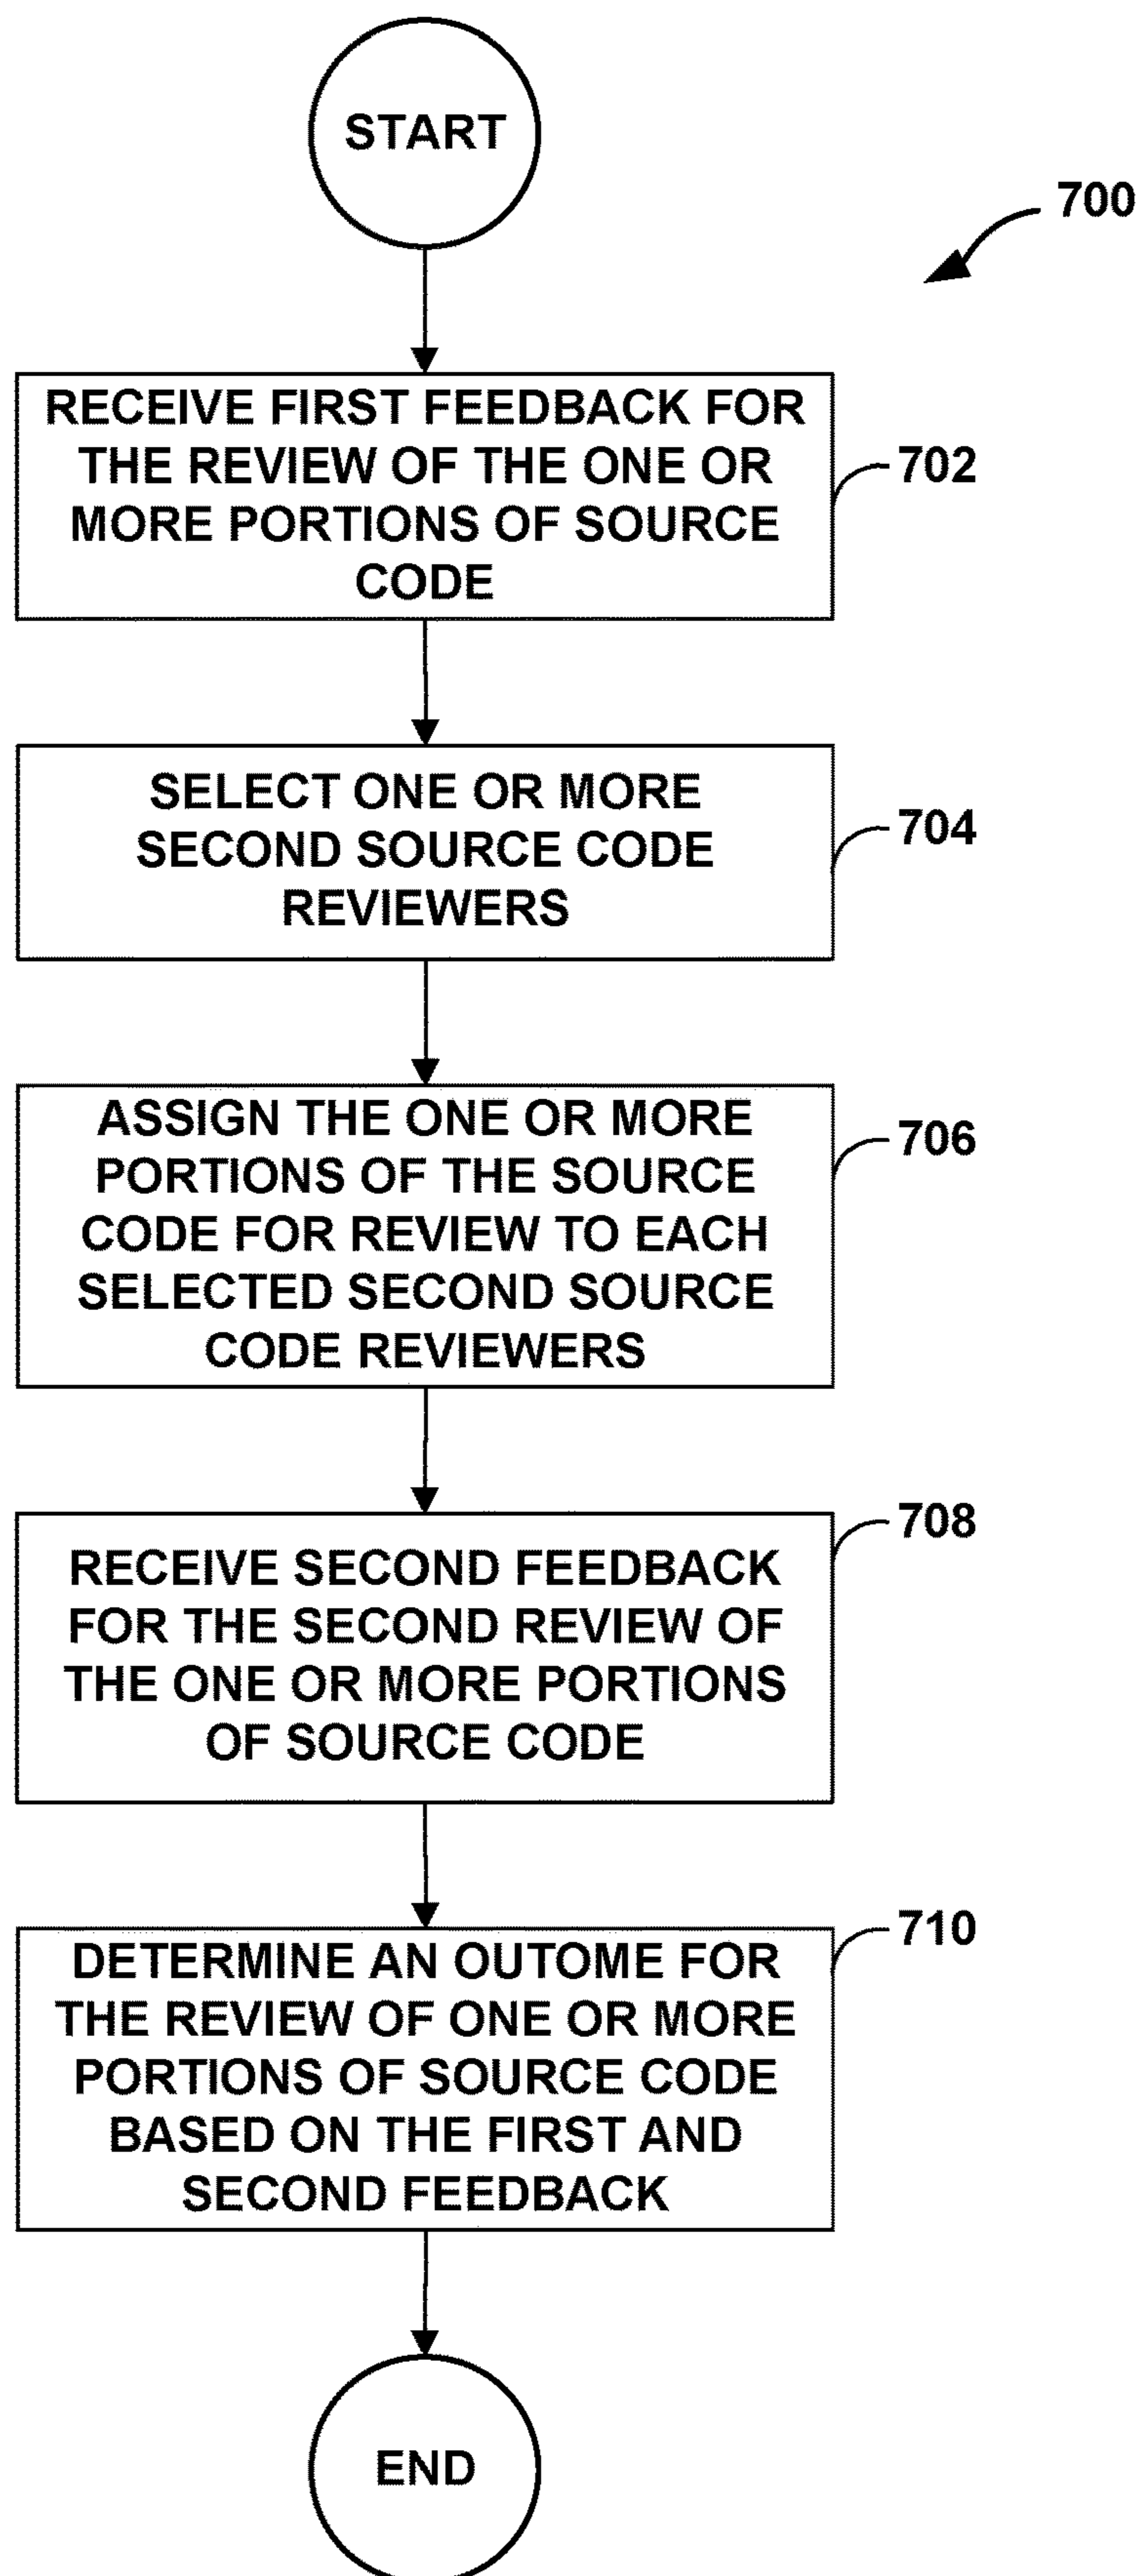 START
700
RECEIVE FIRST FEEDBACK FOR
THE REVIEW OF THE ONE OR
MORE PORTIONS OF SOURCE
CODE
702
SELECT ONE OR MORE
SECOND SOURCE CODE
REVIEWERS
704
ASSIGN THE ONE OR MORE
PORTIONS OF THE SOURCE
CODE FOR REVIEW TO EACH
SELECTED SECOND SOURCE
CODE REVIEWERS
706
RECEIVE SECOND FEEDBACK
FOR THE SECOND REVIEW OF
THE ONE OR MORE PORTIONS
OF SOURCE CODE
708
DETERMINE AN OUTOME FOR
THE REVIEW OF ONE OR MORE
PORTIONS OF SOURCE CODE
BASED ON THE FIRST AND
SECOND FEEDBACK
710
END